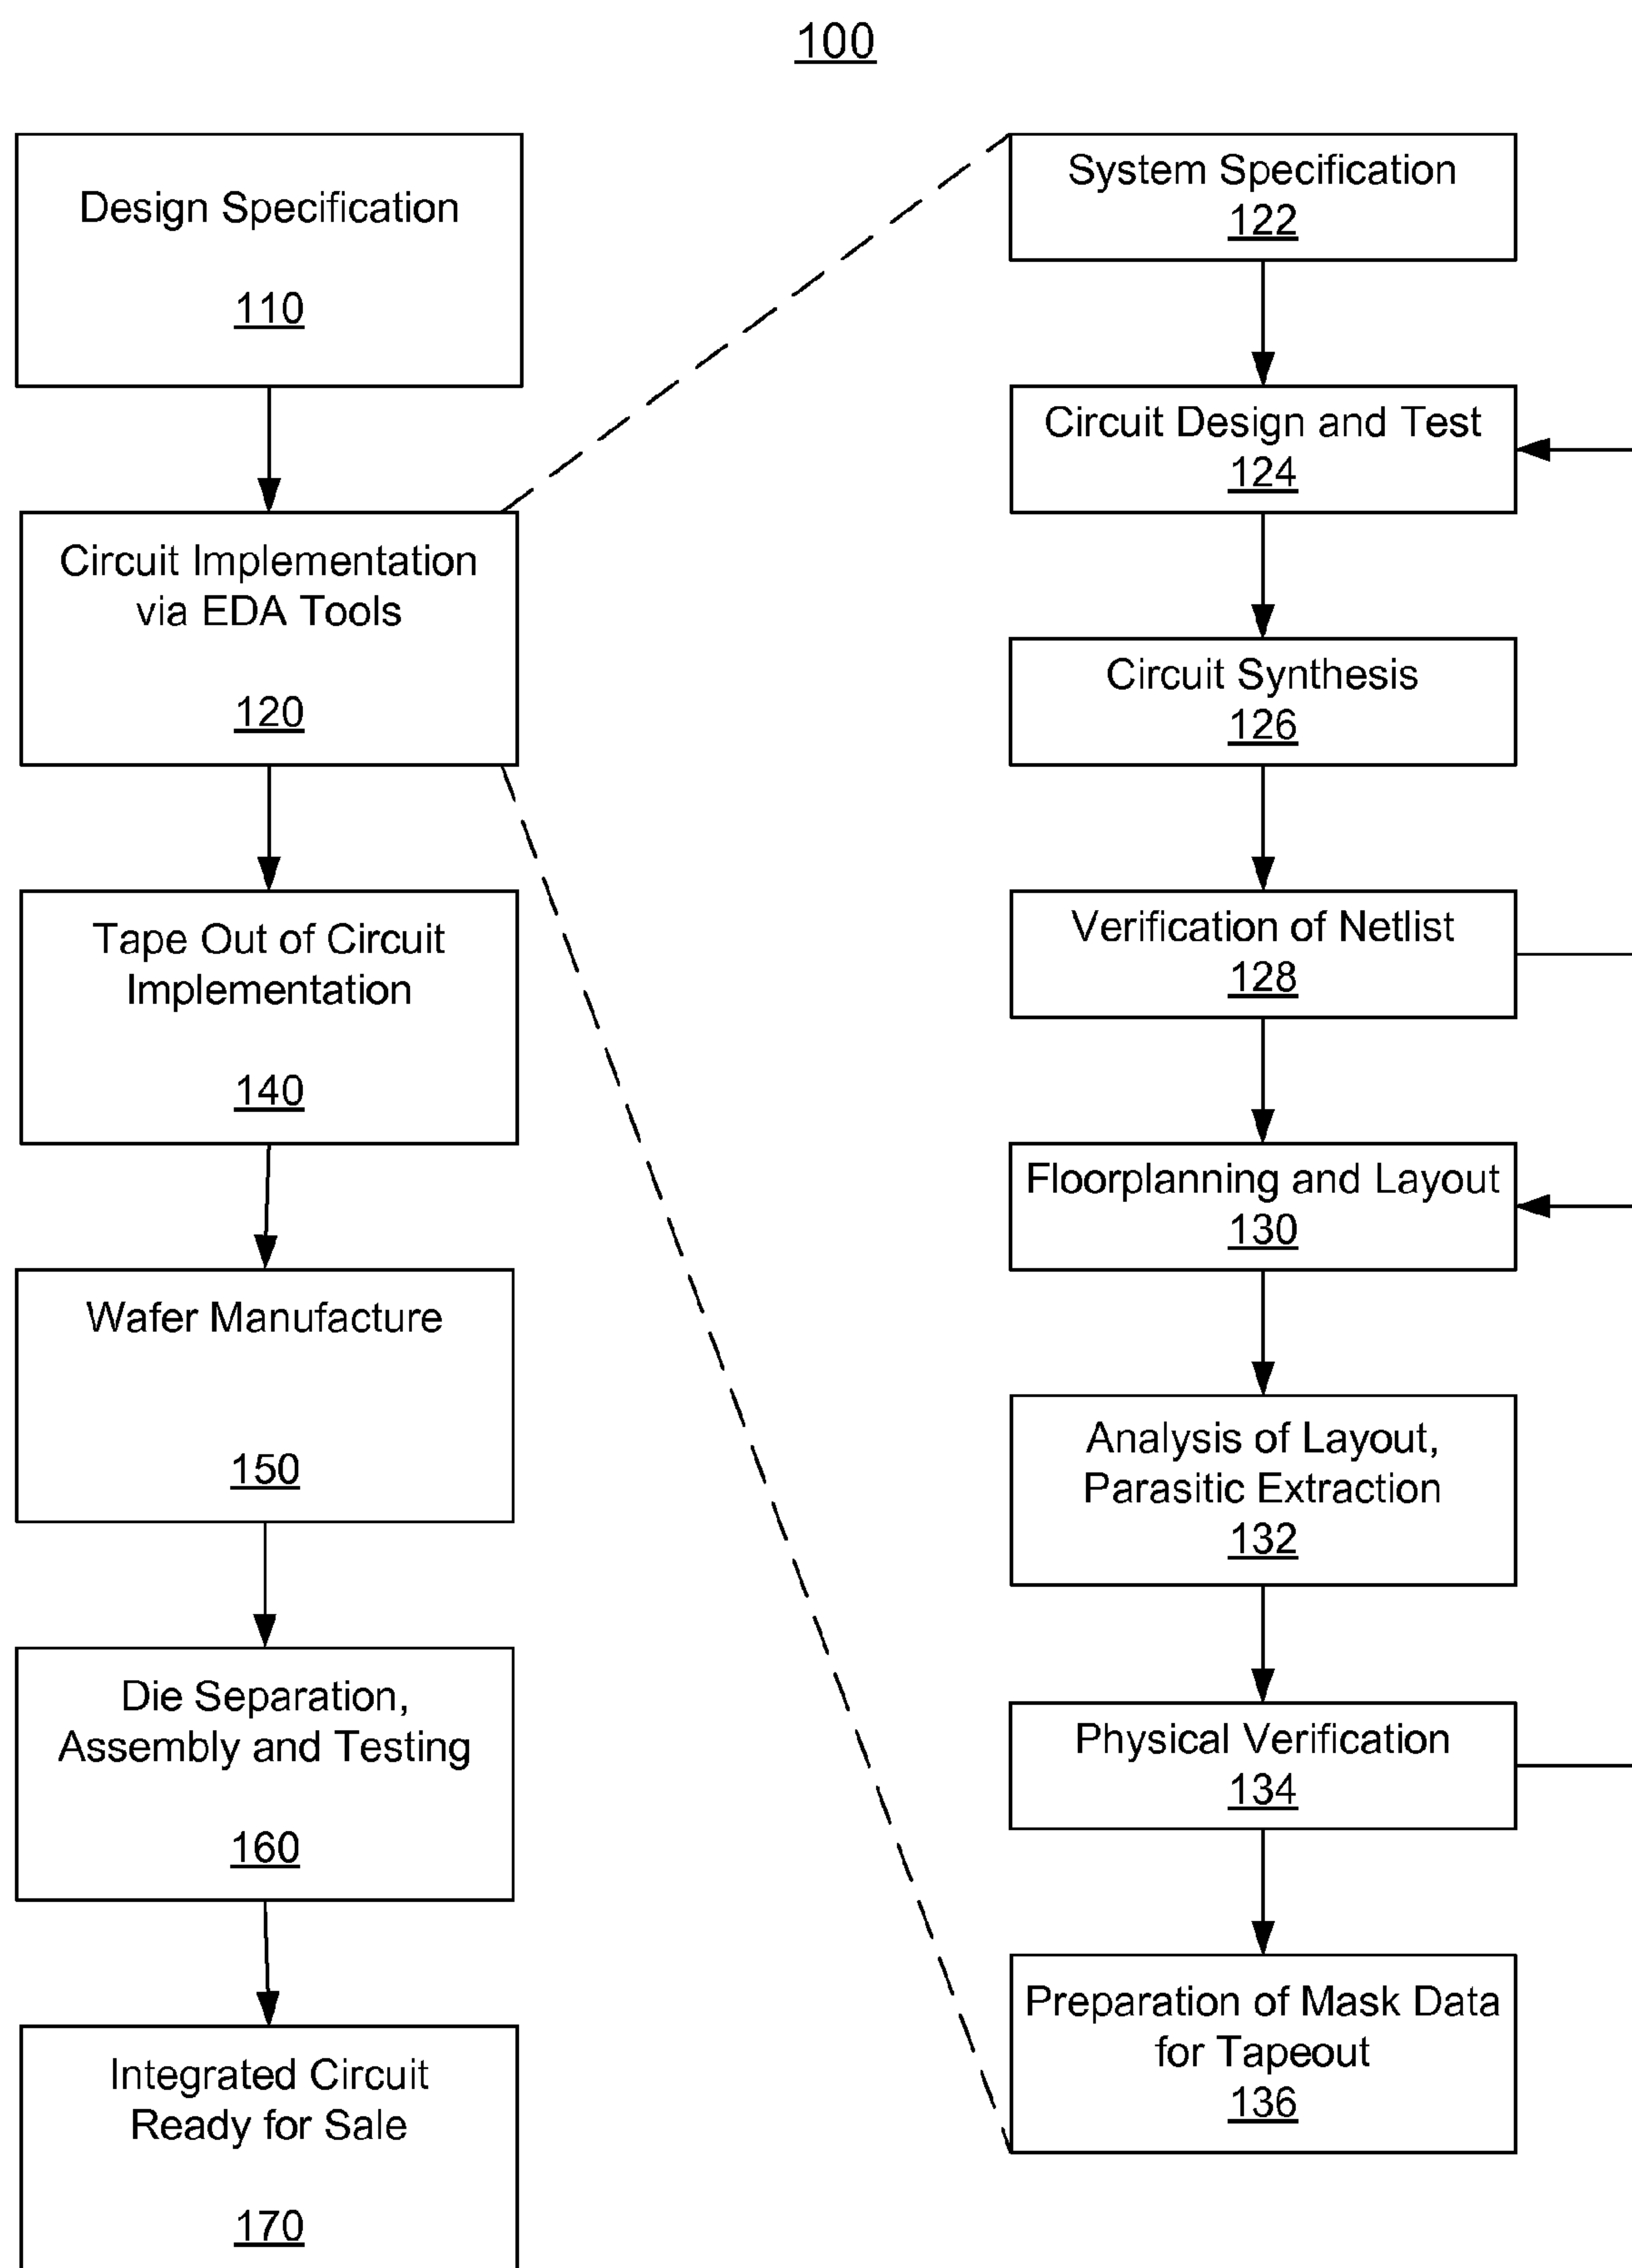 100
Design Specification
110
Circuit Implementation
via EDA Tools
120
Tape Out of Circuit
Implementation
140
Wafer Manufacture
150
Die Separation,
Assembly and Testing
160
Integrated Circuit
Ready for Sale
170
System Specification
122
Circuit Design and Test
124
Circuit Synthesis
126
Verification of Netlist
128
Floorplanning and Layout
130
Analysis of Layout,
Parasitic Extraction
132
Physical Verification
134
Preparation of Mask Data
for Tapeout
136